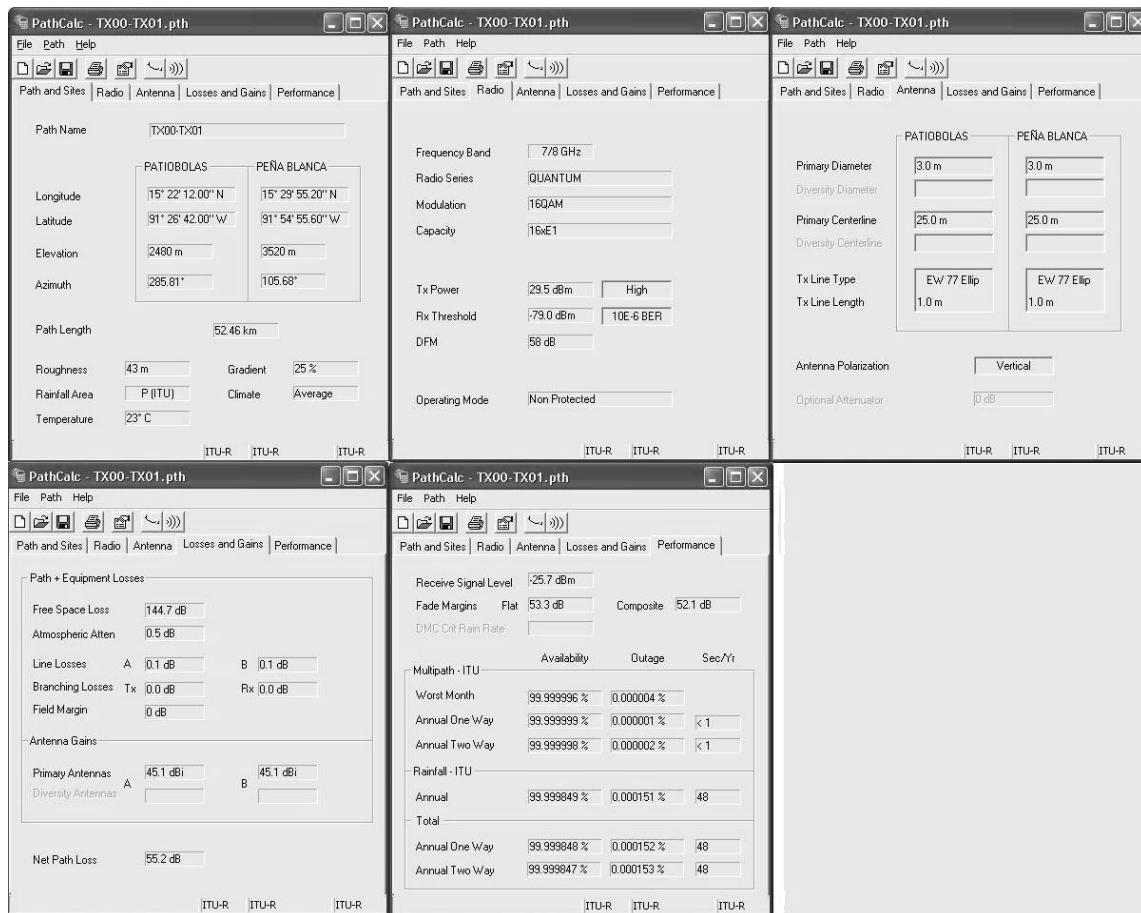 PathCalc - TX00-TX01.pth
File Path Help
Path and Sites Radio Antenna Losses and Gains Performance
Path Name TX00-TX01
PATIOBOLAS PEÑA BLANCA
Longitude 15° 22' 12.00'' N 15° 29' 55.20'' N
Latitude 91° 26' 42.00'' W 91° 54' 55.60'' W
Elevation 2480 m 3520 m
Azimuth 285.81° 105.68°
Path Length 52.46 km
Roughness 43 m Gradient 25 %
Rainfall Area P (ITU) Climate Average
Temperature 23° C
ITU-R ITU-R ITU-R
PathCalc - TX00-TX01.pth
File Path Help
Path and Sites Radio Antenna Losses and Gains Performance
Frequency Band 7/8 GHz
Radio Series QUANTUM
Modulation 16QAM
Capacity 16xE1
Tx Power 29.5 dBm High
Rx Threshold -79.0 dBm 10E-6 BER
DFM 58 dB
Operating Mode Non Protected
ITU-R ITU-R ITU-R
PathCalc - TX00-TX01.pth
File Path Help
Path and Sites Radio Antenna Losses and Gains Performance
PATIOBOLAS PEÑA BLANCA
Primary Diameter 3.0 m 3.0 m
Diversity Diameter
Primary Centerline 25.0 m 25.0 m
Diversity Centerline
Tx Line Type EW 77 Ellip EW 77 Ellip
Tx Line Length 1.0 m 1.0 m
Antenna Polarization Vertical
Optional Attenuator 0 dB
ITU-R ITU-R ITU-R
PathCalc - TX00-TX01.pth
File Path Help
Path and Sites Radio Antenna Losses and Gains Performance
Path + Equipment Losses
Free Space Loss 144.7 dB
Atmospheric Atten 0.5 dB
Line Losses A 0.1 dB B 0.1 dB
Branching Losses Tx 0.0 dB Rx 0.0 dB
Field Margin 0 dB
Antenna Gains
Primary Antennas A 45.1 dBi B 45.1 dBi
Diversity Antennas
Net Path Loss 55.2 dB
ITU-R ITU-R ITU-R
PathCalc - TX00-TX01.pth
File Path Help
Path and Sites Radio Antenna Losses and Gains Performance
Receive Signal Level -25.7 dBm
Fade Margins Flat 53.3 dB Composite 52.1 dB
DMC Crit Rain Rate
Availability Outage Sec/Yr
Multipath - ITU
Worst Month 99.999996 % 0.000004 %
Annual One Way 99.999999 % 0.000001 % < 1
Annual Two Way 99.999998 % 0.000002 % < 1
Rainfall - ITU
Annual 99.999849 % 0.000151 % 48
Total
Annual One Way 99.999848 % 0.000152 % 48
Annual Two Way 99.999847 % 0.000153 % 48
ITU-R ITU-R ITU-R